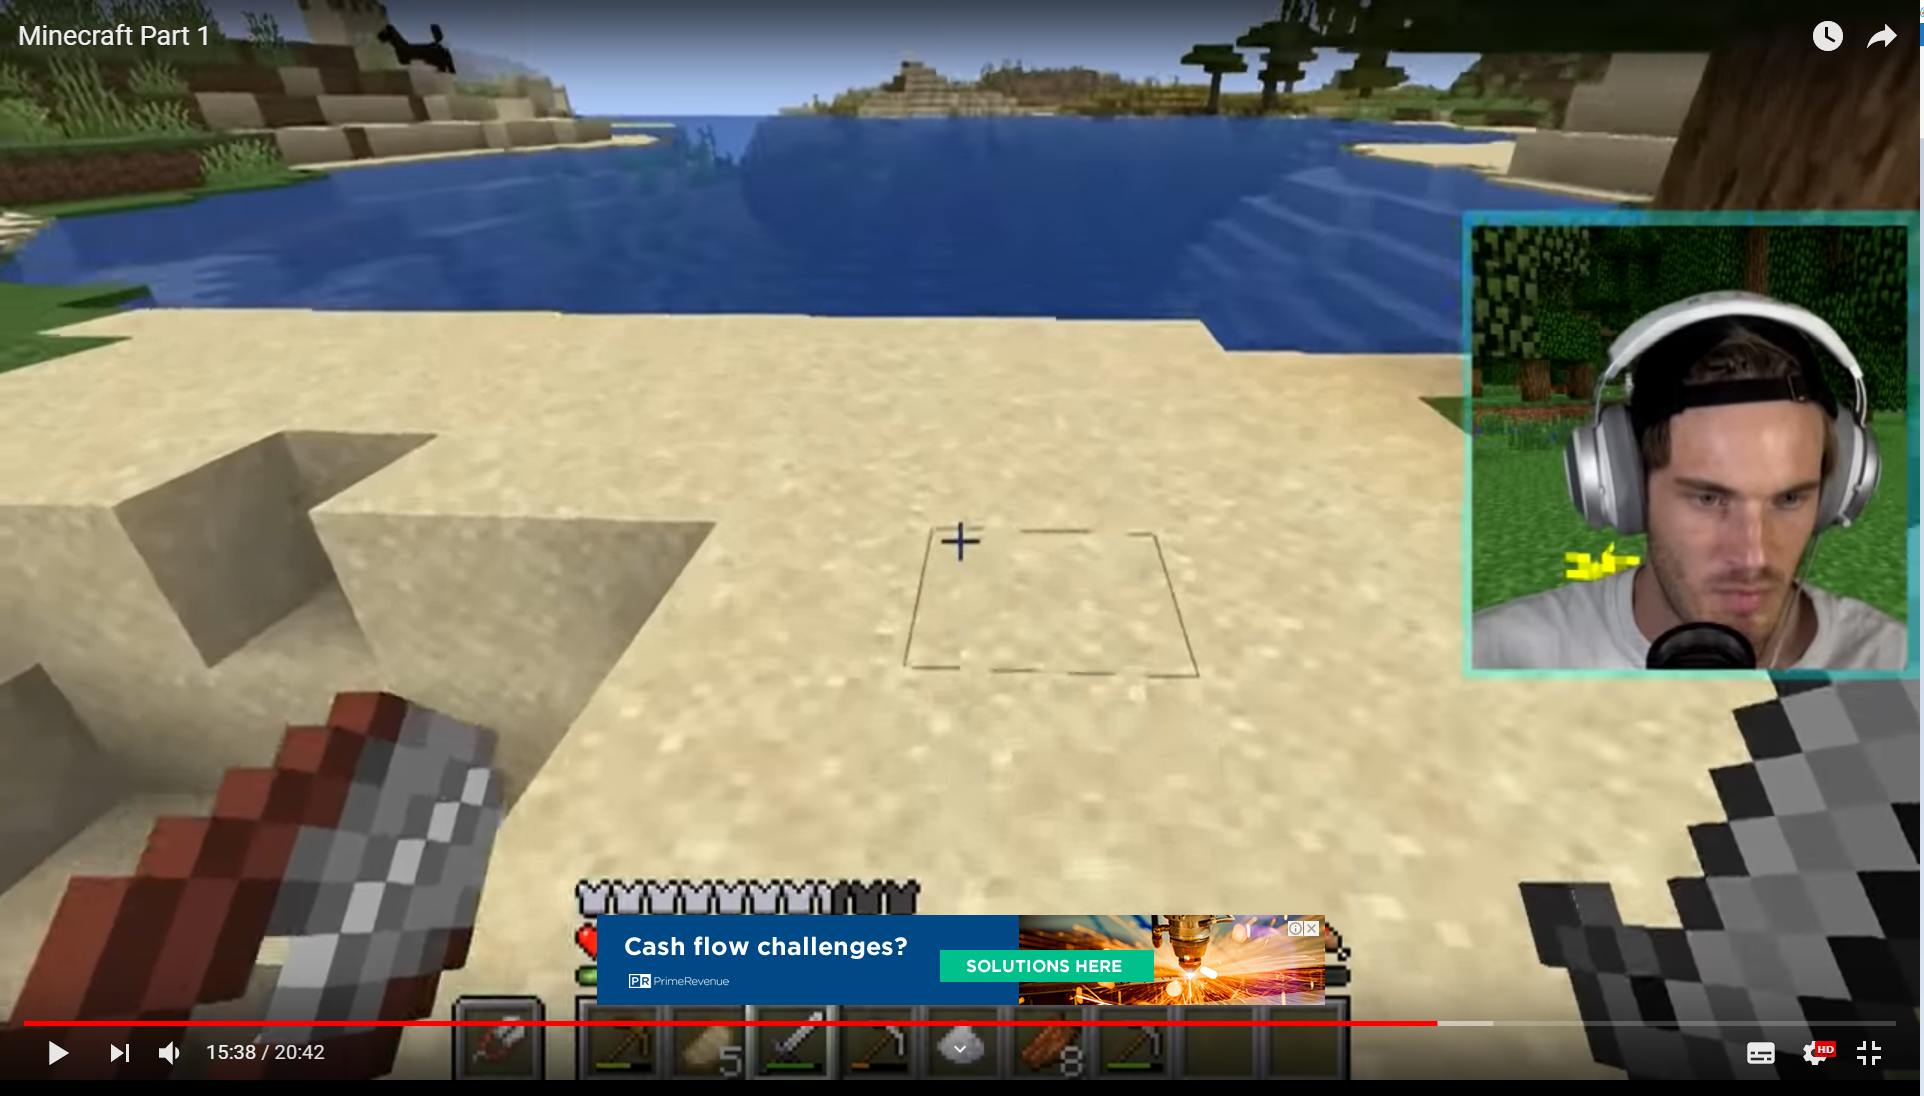 Minecraft Part 1
Cash flow challenges?
PR PrimeRevenue
SOLUTIONS HERE
5
8
15:38 / 20:42
HD